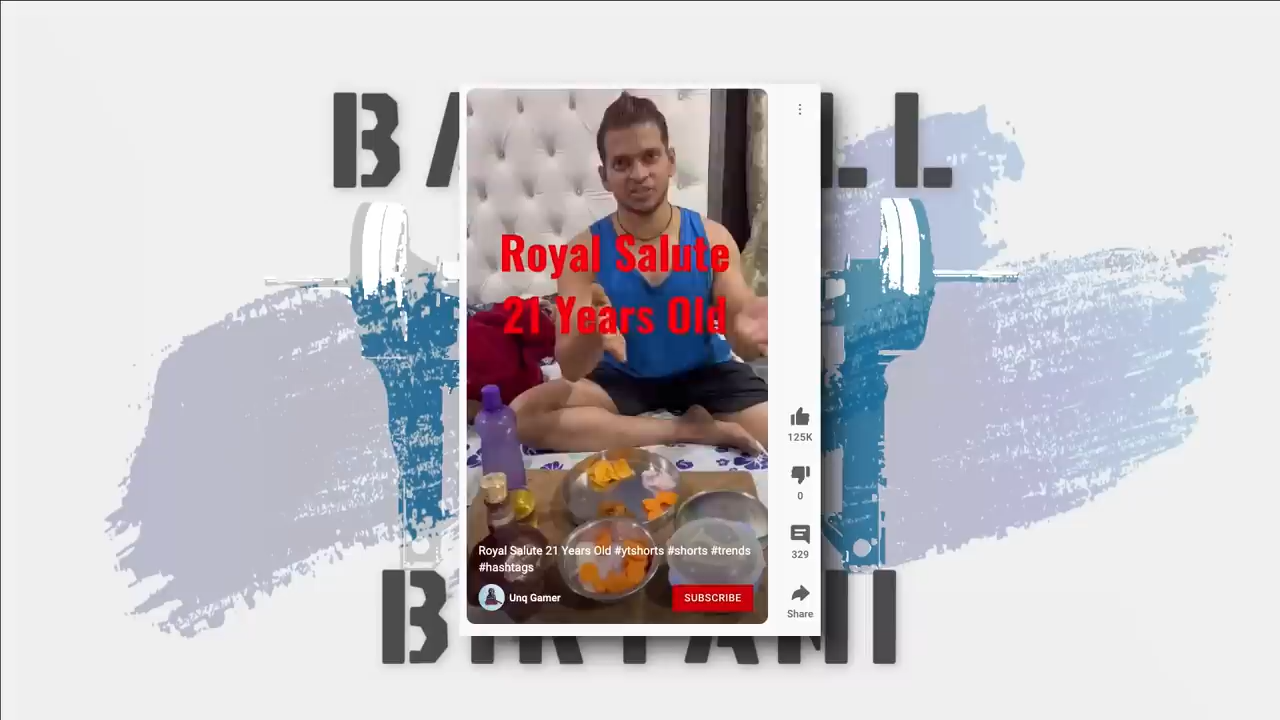 Royal Salute
21 Years Old
125K
0
329
Royal Salute 21 Years Old #ytshorts #shorts #trends
#hashtags
Unq Gamer
SUBSCRIBE
Share